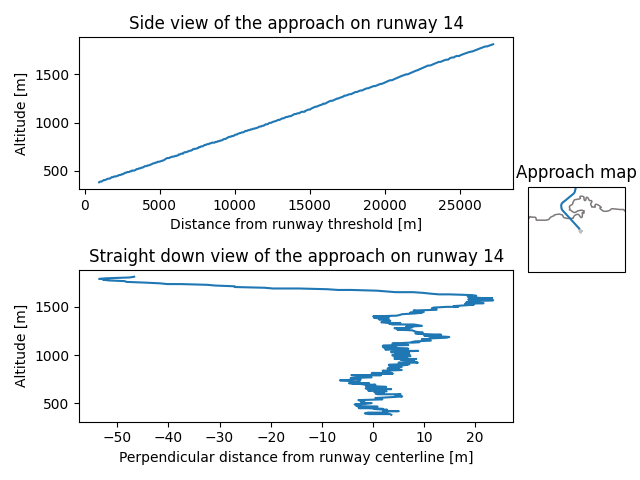 Side view of the approach on runway 14
1500
1000
500
Altitude [m]
0 5000 10000 15000 20000 25000
Distance from runway threshold [m]
Approach map
Straight down view of the approach on runway 14
1500
1000
500
Altitude [m]
−50 −40 −30 −20 −10 0 10 20
Perpendicular distance from runway centerline [m]